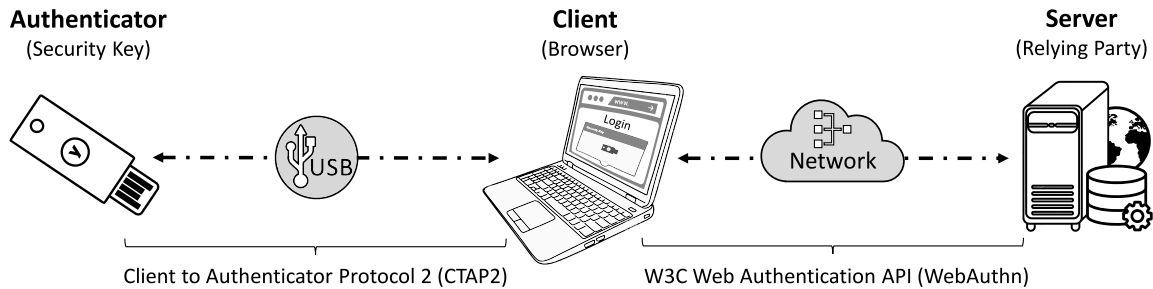 Authenticator
(Security Key)
Client
(Browser)
Server
(Relying Party)
Y
USB
www.
Login
Network
Client to Authenticator Protocol 2 (CTAP2)
W3C Web Authentication API (WebAuthn)